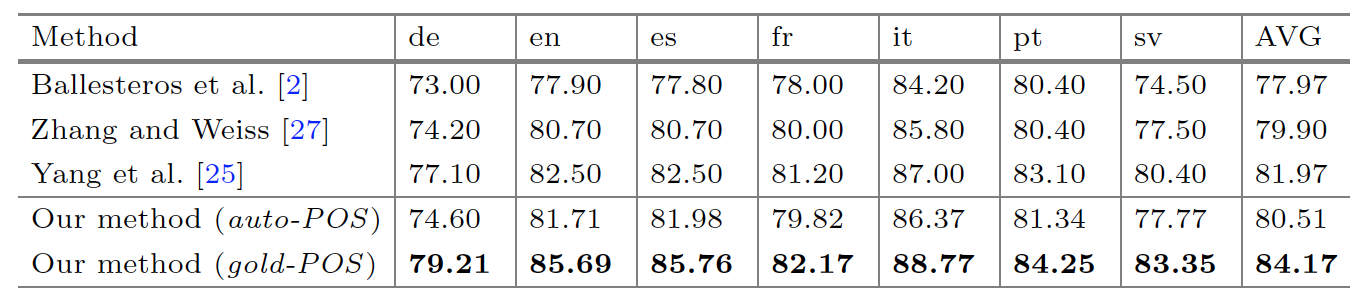 Method de en es fr it pt sv AVG
Ballesteros et al. [2] 73.00 77.90 77.80 78.00 84.20 80.40 74.50 77.97
Zhang and Weiss [27] 74.20 80.70 80.70 80.00 85.80 80.40 77.50 79.90
Yang et al. [25] 77.10 82.50 82.50 81.20 87.00 83.10 80.40 81.97
Our method (auto-POS) 74.60 81.71 81.98 79.82 86.37 81.34 77.77 80.51
Our method (gold-POS) 79.21 85.69 85.76 82.17 88.77 84.25 83.35 84.17